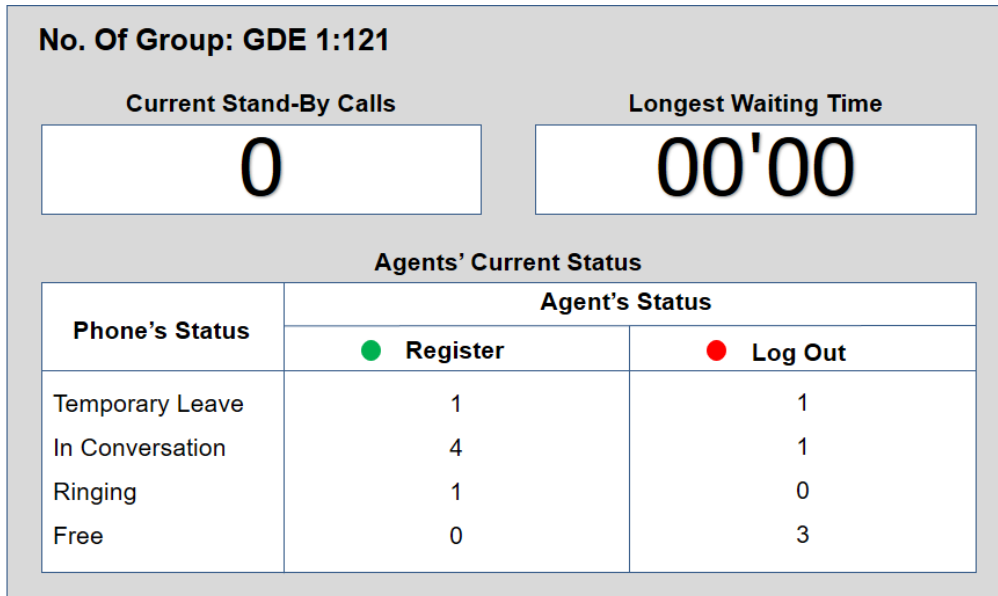 No. Of Group: GDE 1:121
Current Stand-By Calls Longest Waiting Time
0 00'00
Agents’ Current Status
Phone’s Status Agent’s Status
Register Log Out
Temporary Leave 1 1
In Conversation 4 1
Ringing 1 0
Free 0 3